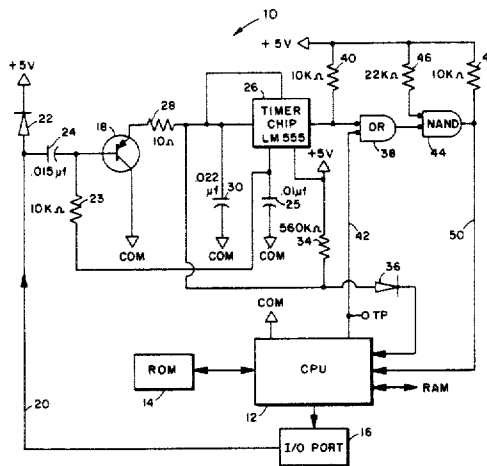 10
+5V
+5V
40
46
4
22
24
18
28
26
10KΩ
22KΩ
10KΩ
TIMER
CHIP
LM 555
OR
NAND
.015μf
10Ω
+5V
38
44
23
.022
μf
30
.01μf
25
10KΩ
560KΩ
34
42
50
COM
COM
COM
36
COM
TP
ROM
CPU
RAM
14
12
20
I/O PORT
16